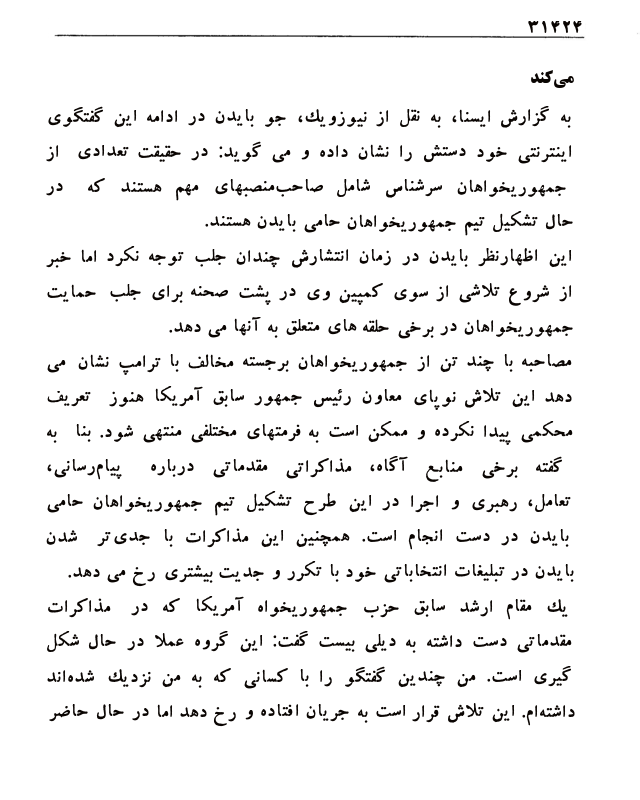 ۳۱۴۲۴
می‌کند
به گزارش ایسنا، به نقل از نیوزویك، جو بایدن در ادامه این گفتگوی
اینترنتی خود دستش را نشان داده و می گوید: در حقیقت تعدادی از
جمهوریخواهان سرشناس شامل صاحب‌منصبهای مهم هستند که در
حال تشکیل تیم جمهوریخواهان حامی بایدن هستند.
این اظهارنظر بایدن در زمان انتشارش چندان جلب توجه نکرد اما خبر
از شروع تلاشی از سوی کمپین وی در پشت صحنه برای جلب حمایت
جمهوریخواهان در برخی حلقه های متعلق به آنها می دهد.
مصاحبه با چند تن از جمهوریخواهان برجسته مخالف با ترامپ نشان می
دهد این تلاش نوپای معاون رئیس جمهور سابق آمریکا هنوز تعریف
محکمی پیدا نکرده و ممکن است به فرمتهای مختلفی منتهی شود. بنا به
گفته برخی منابع آگاه، مذاکراتی مقدماتی درباره پیام‌رسانی،
تعامل، رهبری و اجرا در این طرح تشکیل تیم جمهوریخواهان حامی
بایدن در دست انجام است. همچنین این مذاکرات با جدی‌تر شدن
بایدن در تبلیغات انتخاباتی خود با تکرر و جدیت بیشتری رخ می دهد.
یك مقام ارشد سابق حزب جمهوریخواه آمریکا که در مذاکرات
مقدماتی دست داشته به دیلی بیست گفت: این گروه عملا در حال شکل
گیری است. من چندین گفتگو را با کسانی که به من نزدیك شده‌اند
داشته‌ام. این تلاش قرار است به جریان افتاده و رخ دهد اما در حال حاضر